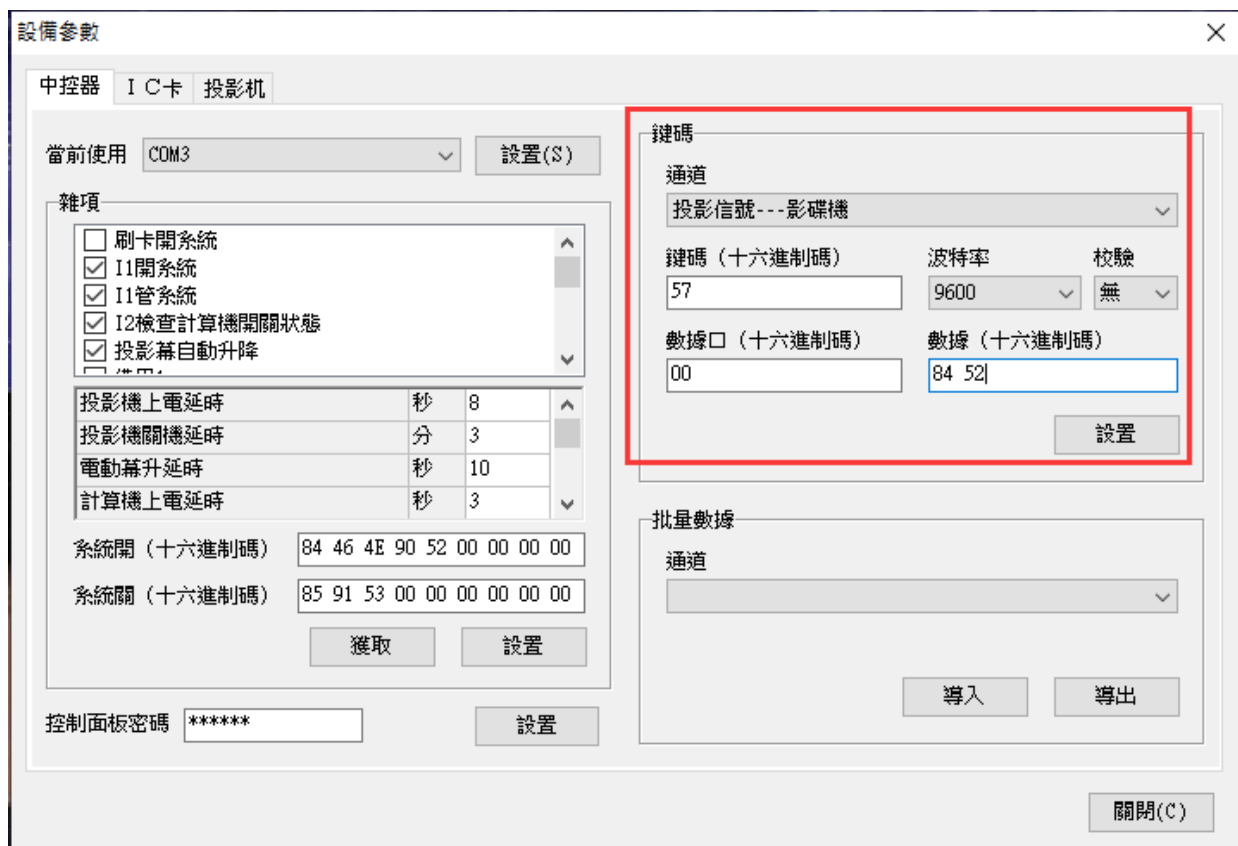 設備參數
中控器 ＩＣ卡 投影机
當前使用 COM3 設置(S)
雜項
刷卡開系統
I1開系統
I1管系統
I2檢查計算機開關狀態
投影幕自動升降
投影機上電延時 秒 8
投影機關機延時 分 3
電動幕升延時 秒 10
計算機上電延時 秒 3
系統開（十六進制碼） 84 46 4E 90 52 00 00 00 00
系統關（十六進制碼） 85 91 53 00 00 00 00 00 00
獲取 設置
控制面板密碼 ****** 設置
鍵碼
通道
投影信號---影碟機
鍵碼（十六進制碼） 波特率 校驗
57 9600 無
數據口（十六進制碼） 數據（十六進制碼）
00 84 52
設置
批量數據
通道
導入 導出
關閉(C)